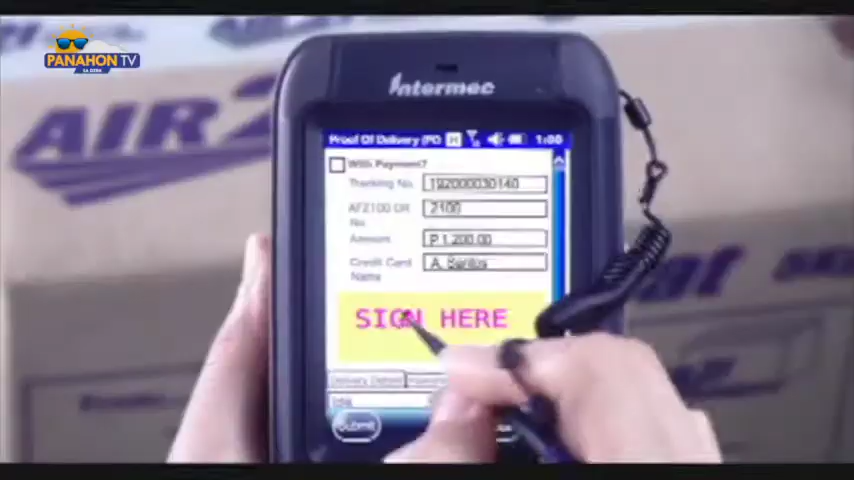 PANAHON TV
Intermec
AIR2
Proof Of Delivery (PO
H
1:00
With Payment?
Tracking No.
192000030140
AF2100 OR
No.
2100
Amount
P 1,200.00
Credit Card
Name
A. Santos
SIGN HERE
Submit